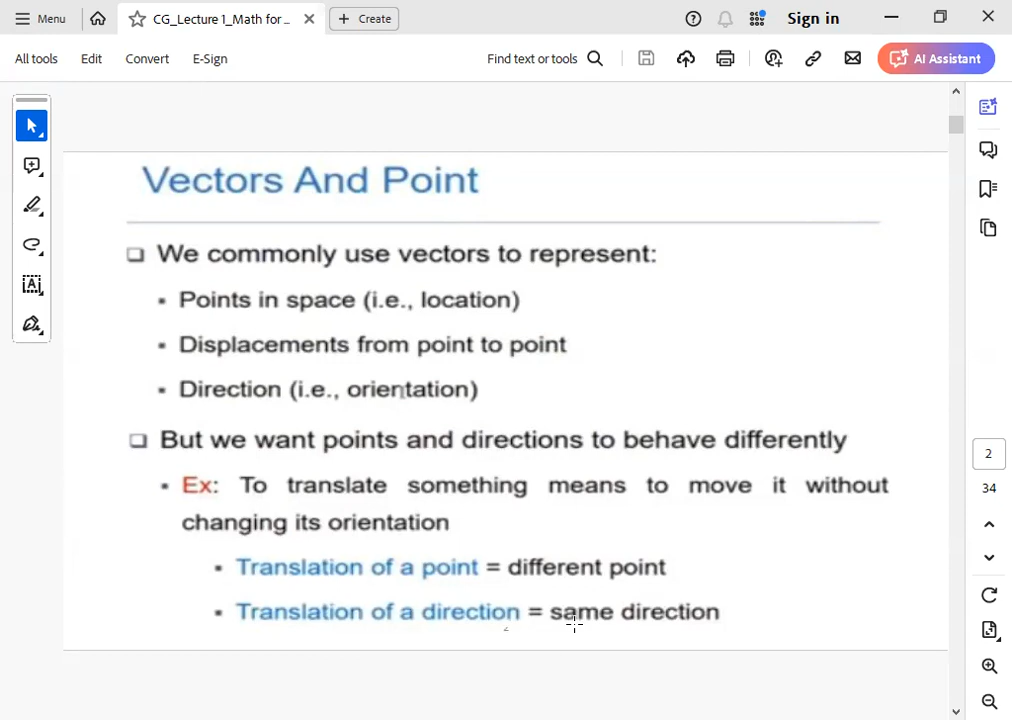 Menu
CG_Lecture 1_Math for ...
Create
Sign in
All tools
Edit
Convert
E-Sign
Find text or tools
AI Assistant
Vectors And Point
We commonly use vectors to represent:
Points in space (i.e., location)
Displacements from point to point
Direction (i.e., orientation)
But we want points and directions to behave differently
Ex: To translate something means to move it without
changing its orientation
Translation of a point = different point
Translation of a direction = same direction
2
2
34